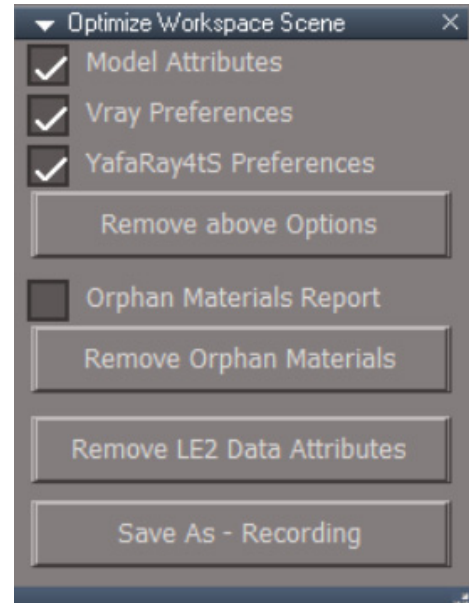 Optimize Workspace Scene
Model Attributes
Vray Preferences
YafaRay4tS Preferences
Remove above Options
Orphan Materials Report
Remove Orphan Materials
Remove LE2 Data Attributes
Save As - Recording